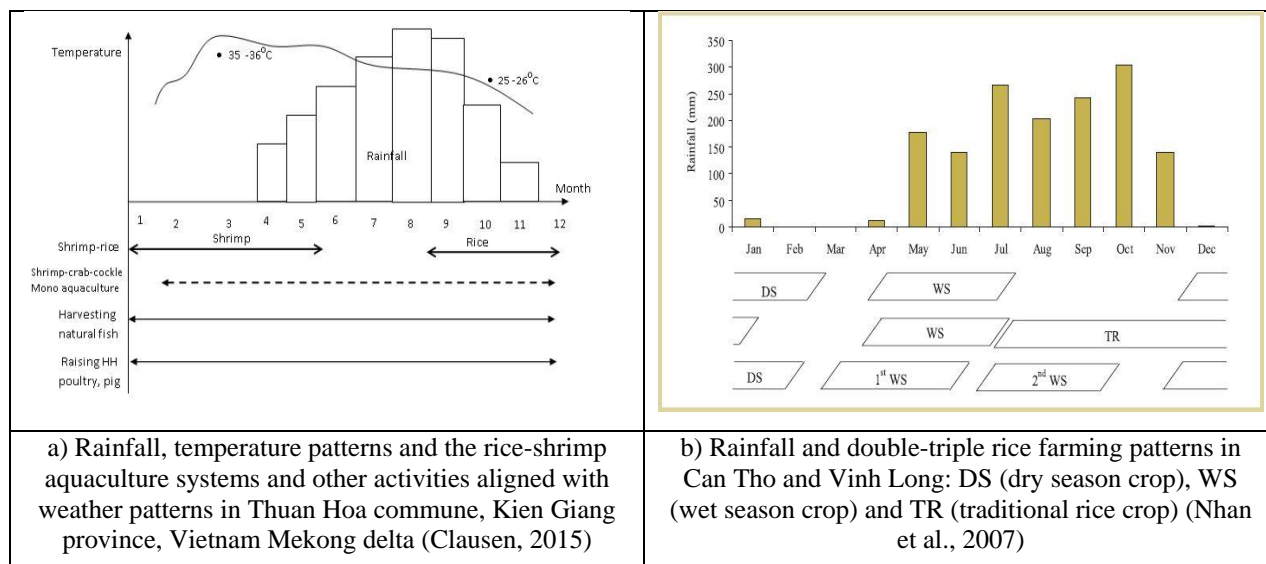 Temperature
35 -36⁰C
25 -26⁰C
Rainfall
Month
1 2 3 4 5 6 7 8 9 10 11 12
Shrimp-rice
Shrimp
Rice
Shrimp-crab-cockle
Mono aquaculture
Harvesting
natural fish
Raising HH
poultry, pig
350
300
250
200
150
100
50
0
Rainfall (mm)
Jan Feb Mar Apr May Jun Jul Aug Sep Oct Nov Dec
DS WS
WS TR
DS 1st WS 2nd WS
a) Rainfall, temperature patterns and the rice-shrimp
aquaculture systems and other activities aligned with
weather patterns in Thuan Hoa commune, Kien Giang
province, Vietnam Mekong delta (Clausen, 2015)
b) Rainfall and double-triple rice farming patterns in
Can Tho and Vinh Long: DS (dry season crop), WS
(wet season crop) and TR (traditional rice crop) (Nhan
et al., 2007)